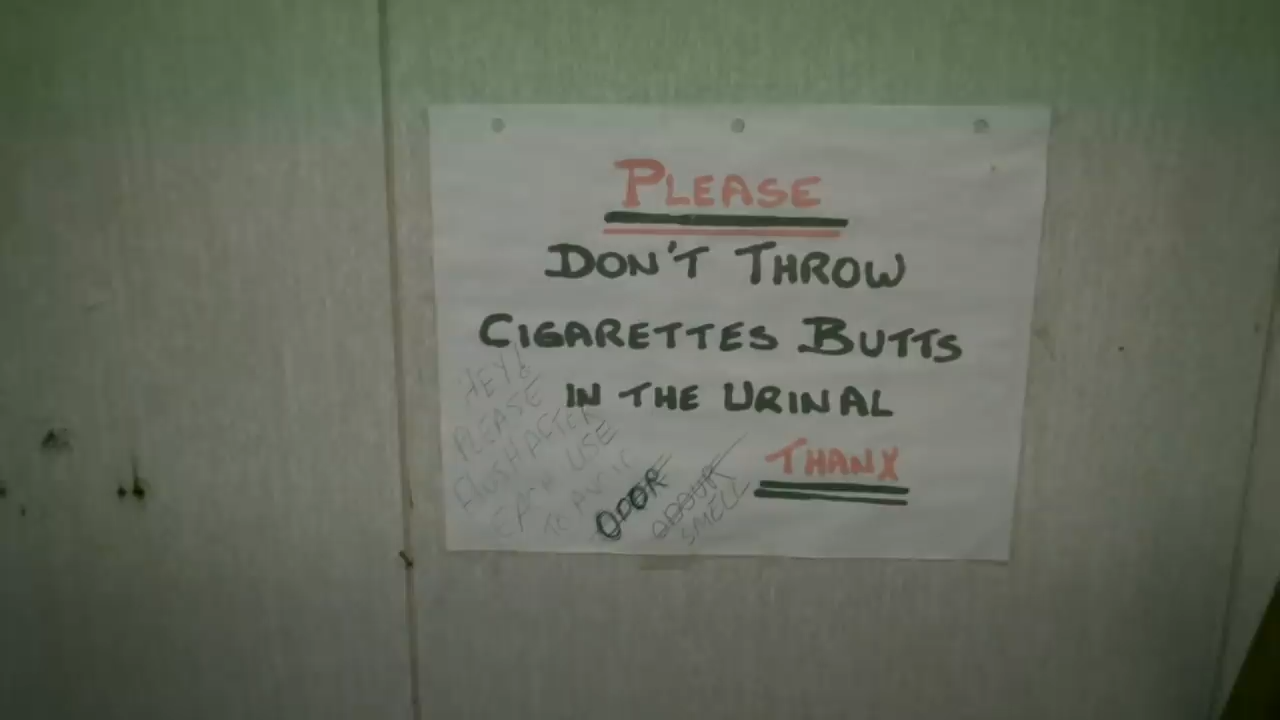 PLEASE
DON'T THROW
CIGARETTES BUTTS
IN THE URINAL
THANX
HEY!
PLEASE
FLUSH AFTER
EACH USE
TO AVOID
ODOR
ODOUR
SMELL